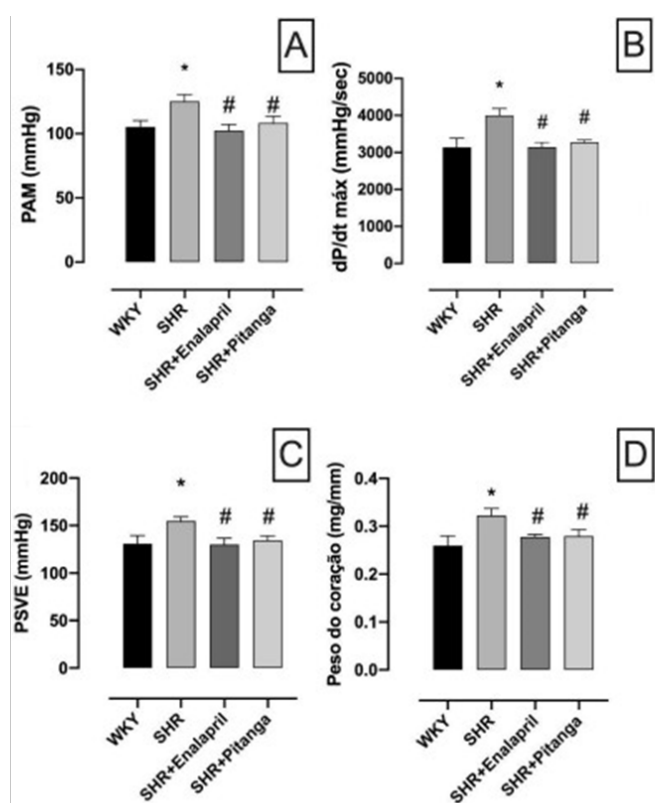 A
PAM (mmHg)
150
100
50
0
*
#
#
WKY
SHR
SHR+Enalapril
SHR+Pitanga
B
dP/dt máx (mmHg/sec)
5000
4000
3000
2000
1000
0
*
#
#
WKY
SHR
SHR+Enalapril
SHR+Pitanga
C
PSVE (mmHg)
200
150
100
50
0
*
#
#
WKY
SHR
SHR+Enalapril
SHR+Pitanga
D
Peso do coração (mg/mm)
0.4
0.3
0.2
0.1
0.0
*
#
#
WKY
SHR
SHR+Enalapril
SHR+Pitanga